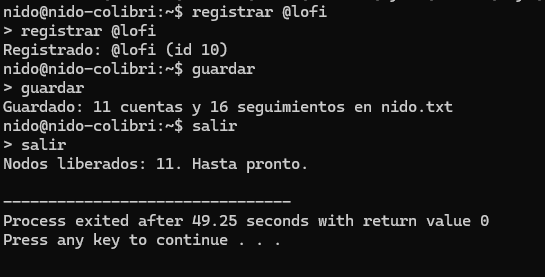 nido@nido-colibri:~$ registrar @lofi
> registrar @lofi
Registrado: @lofi (id 10)
nido@nido-colibri:~$ guardar
> guardar
Guardado: 11 cuentas y 16 seguimientos en nido.txt
nido@nido-colibri:~$ salir
> salir
Nodos liberados: 11. Hasta pronto.
--------------------------------
Process exited after 49.25 seconds with return value 0
Press any key to continue . . .